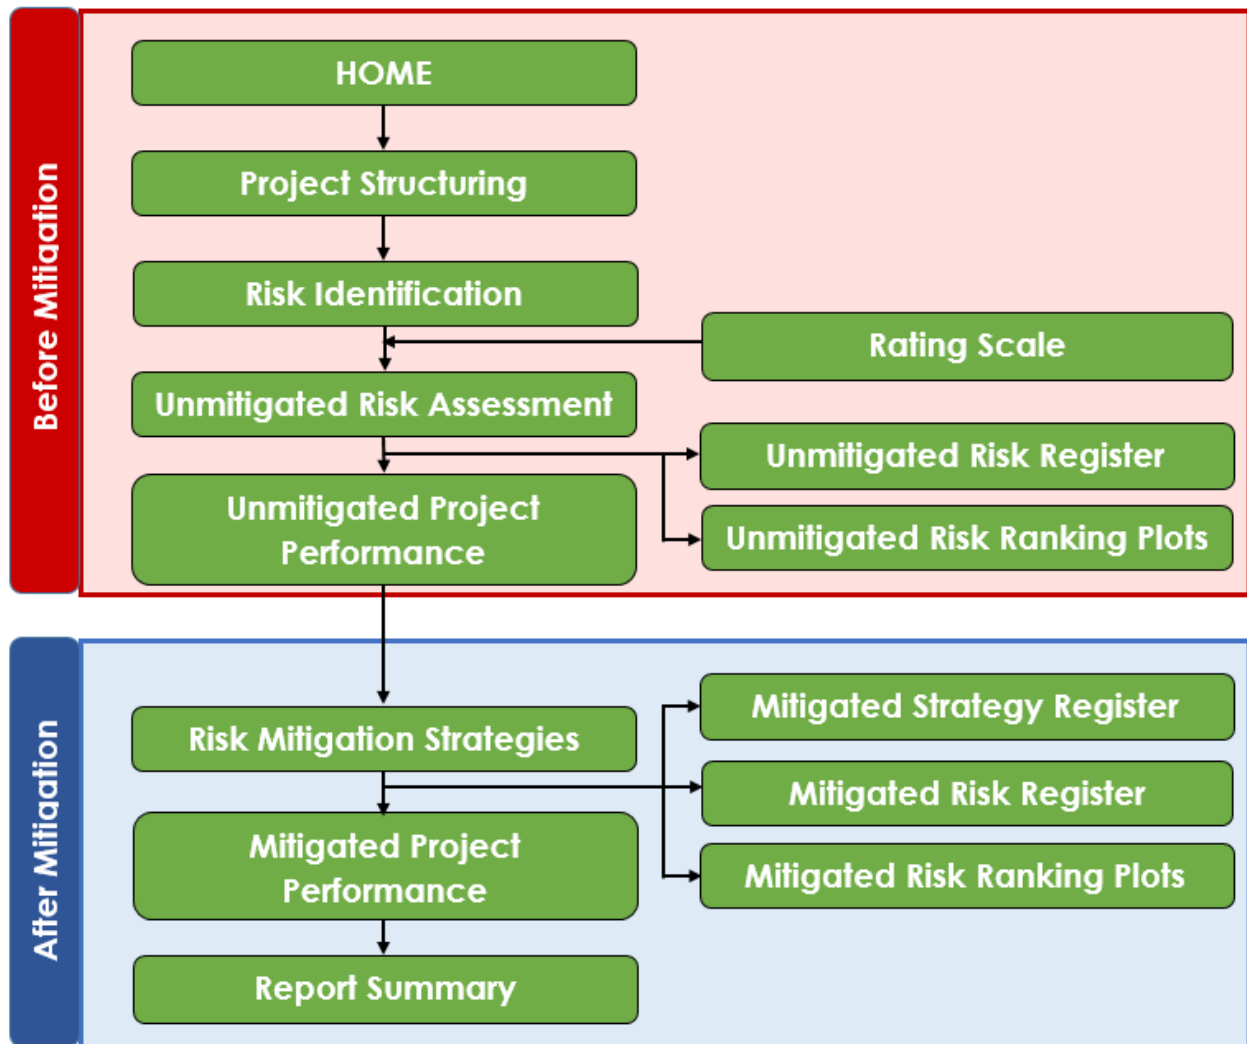 Before Mitigation
HOME
Project Structuring
Risk Identification
Rating Scale
Unmitigated Risk Assessment
Unmitigated Risk Register
Unmitigated Project
Performance
Unmitigated Risk Ranking Plots
After Mitigation
Risk Mitigation Strategies
Mitigated Strategy Register
Mitigated Risk Register
Mitigated Project
Performance
Mitigated Risk Ranking Plots
Report Summary